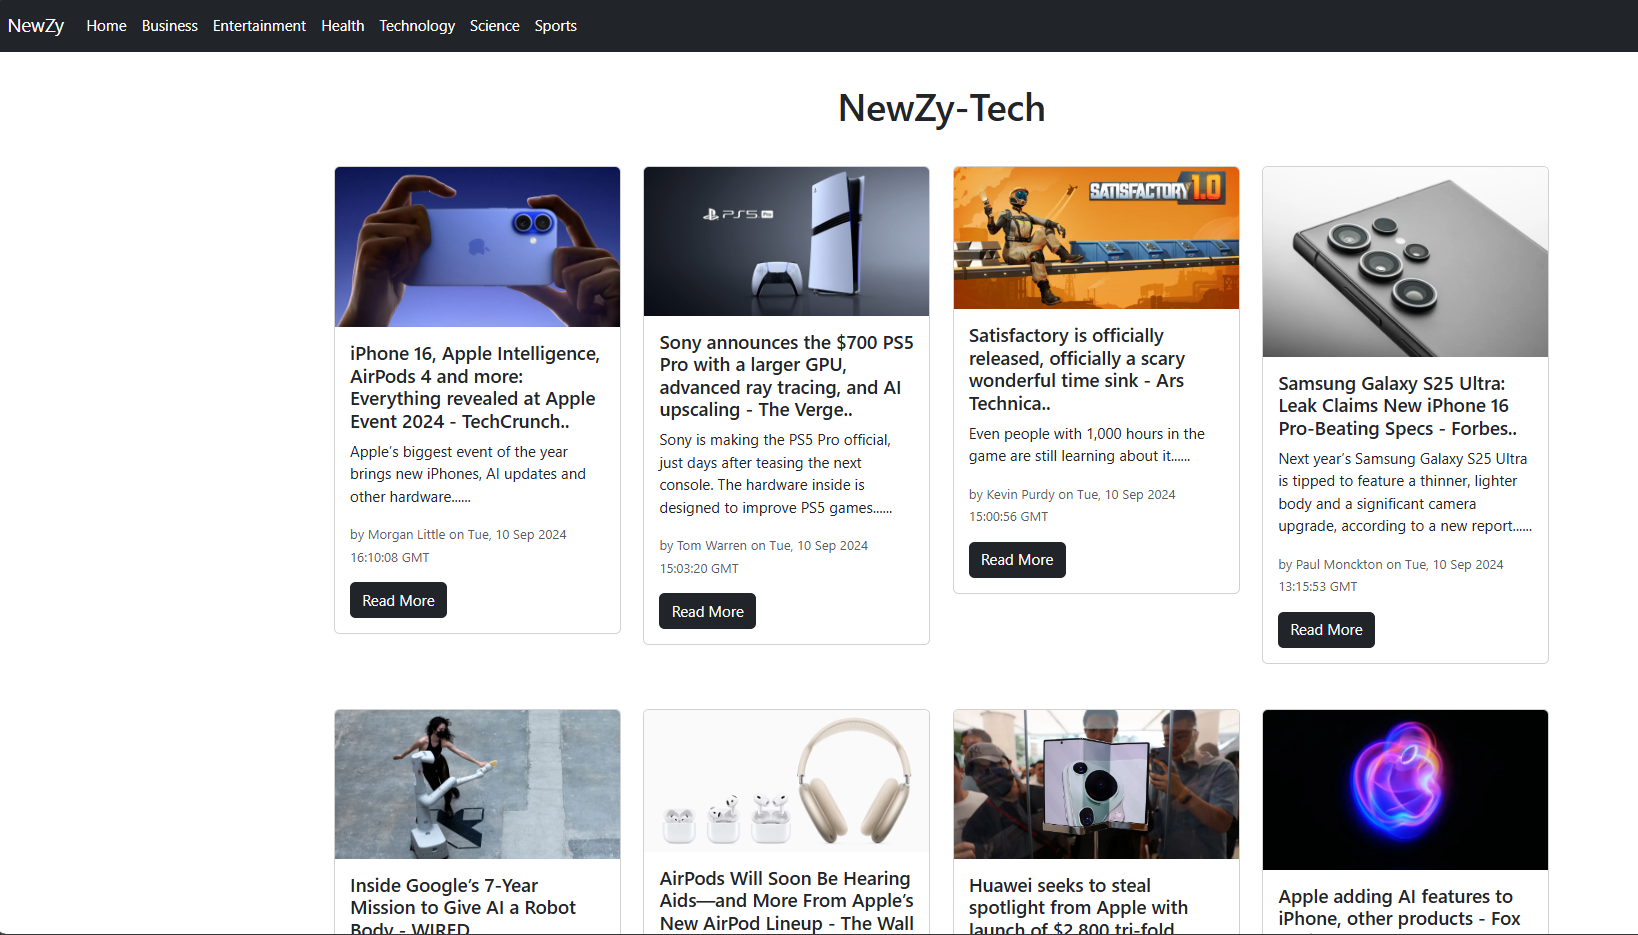 NewZy Home Business Entertainment Health Technology Science Sports
NewZy-Tech
PS5 Pro
SATISFACTORY 1.0
iPhone 16, Apple Intelligence,
AirPods 4 and more:
Everything revealed at Apple
Event 2024 - TechCrunch..
Apple’s biggest event of the year
brings new iPhones, AI updates and
other hardware......
by Morgan Little on Tue, 10 Sep 2024
16:10:08 GMT
Read More
Sony announces the $700 PS5
Pro with a larger GPU,
advanced ray tracing, and AI
upscaling - The Verge..
Sony is making the PS5 Pro official,
just days after teasing the next
console. The hardware inside is
designed to improve PS5 games......
by Tom Warren on Tue, 10 Sep 2024
15:03:20 GMT
Read More
Satisfactory is officially
released, officially a scary
wonderful time sink - Ars
Technica..
Even people with 1,000 hours in the
game are still learning about it......
by Kevin Purdy on Tue, 10 Sep 2024
15:00:56 GMT
Read More
Samsung Galaxy S25 Ultra:
Leak Claims New iPhone 16
Pro-Beating Specs - Forbes..
Next year’s Samsung Galaxy S25 Ultra
is tipped to feature a thinner, lighter
body and a significant camera
upgrade, according to a new report......
by Paul Monckton on Tue, 10 Sep 2024
13:15:53 GMT
Read More
Inside Google’s 7-Year
Mission to Give AI a Robot
Body - WIRED
AirPods Will Soon Be Hearing
Aids—and More From Apple’s
New AirPod Lineup - The Wall
Huawei seeks to steal
spotlight from Apple with
launch of $2,800 tri-fold
Apple adding AI features to
iPhone, other products - Fox